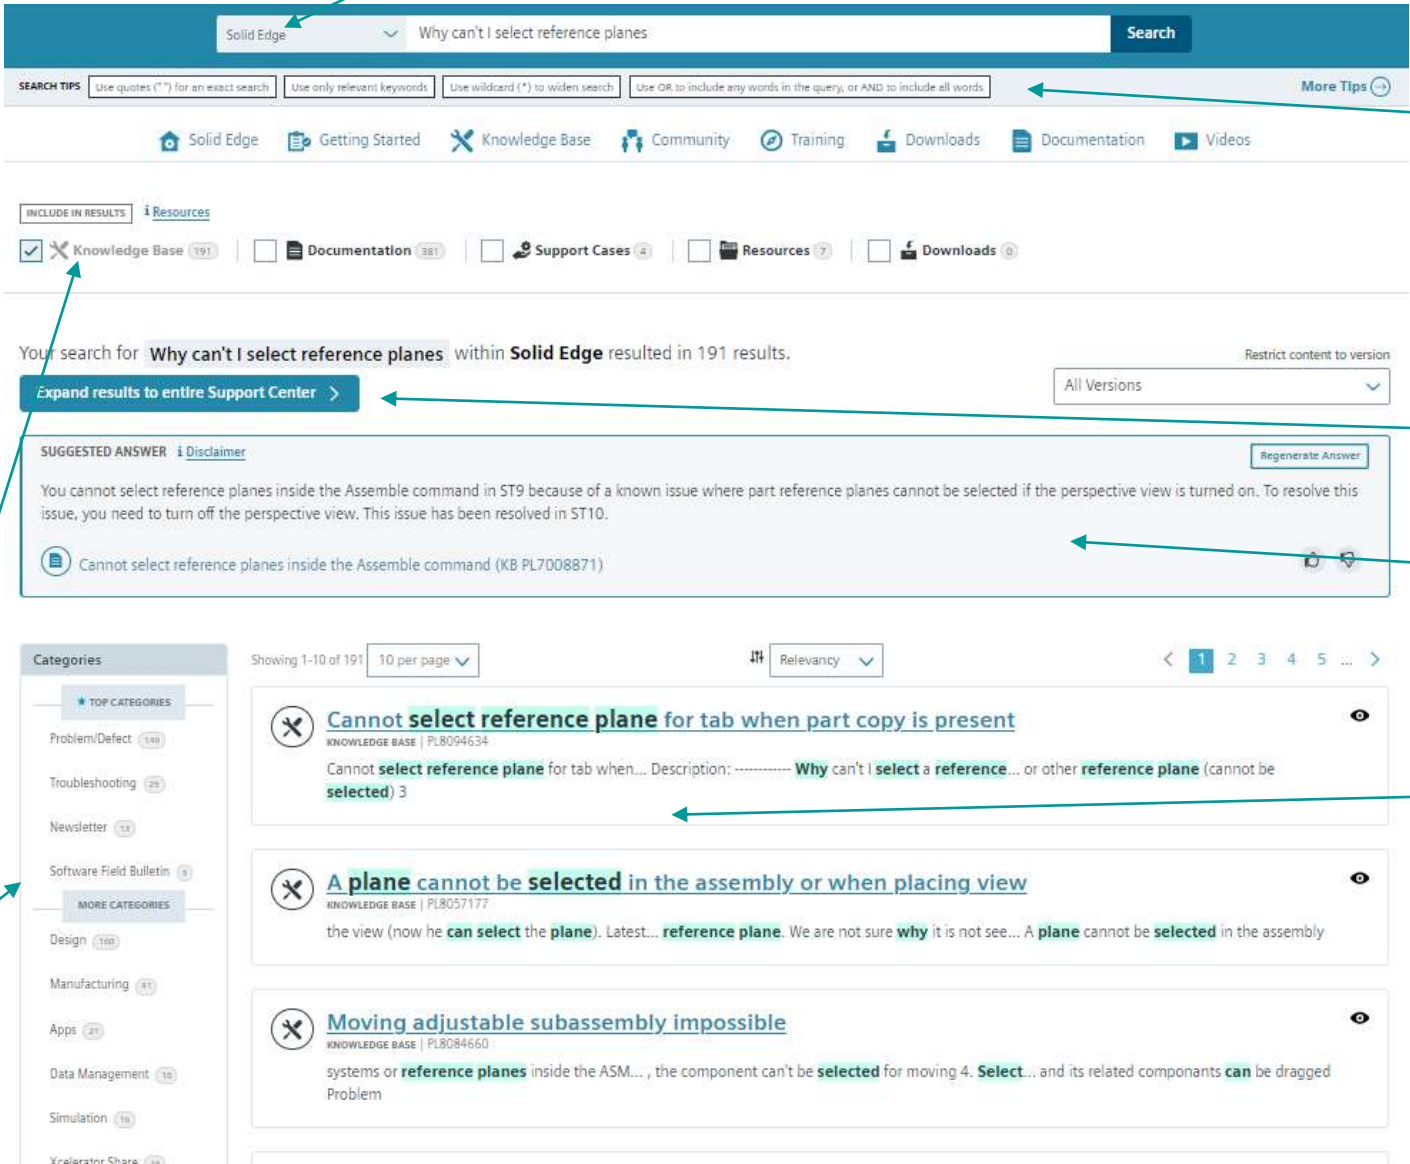 Solid Edge Why can't I select reference planes Search
SEARCH TIPS Use quotes (" ") for an exact search Use only relevant keywords Use wildcard (*) to widen search Use OR to include any words in the query, or AND to include all words More Tips
Solid Edge Getting Started Knowledge Base Community Training Downloads Documentation Videos
INCLUDE IN RESULTS i Resources
Knowledge Base 191 Documentation 381 Support Cases 4 Resources 7 Downloads 0
Your search for Why can't I select reference planes within Solid Edge resulted in 191 results.
Restrict content to version
Expand results to entire Support Center >
All Versions
SUGGESTED ANSWER i Disclaimer
Regenerate Answer
You cannot select reference planes inside the Assemble command in ST9 because of a known issue where part reference planes cannot be selected if the perspective view is turned on. To resolve this
issue, you need to turn off the perspective view. This issue has been resolved in ST10.
Cannot select reference planes inside the Assemble command (KB PL7008871)
Categories
TOP CATEGORIES
Problem/Defect
Troubleshooting
Newsletter
Software Field Bulletin
MORE CATEGORIES
Design
Manufacturing 41
Apps 21
Data Management
Simulation
Xcelerator Share
Showing 1-10 of 191 10 per page Relevancy < 1 2 3 4 5 ... >
Cannot select reference plane for tab when part copy is present
KNOWLEDGE BASE | PL8094634
Cannot select reference plane for tab when... Description: ------------ Why can't I select a reference... or other reference plane (cannot be
selected) 3
A plane cannot be selected in the assembly or when placing view
KNOWLEDGE BASE | PL8057177
the view (now he can select the plane). Latest... reference plane. We are not sure why it is not see... A plane cannot be selected in the assembly
Moving adjustable subassembly impossible
KNOWLEDGE BASE | PL8084660
systems or reference planes inside the ASM... , the component can't be selected for moving 4. Select... and its related componants can be dragged
Problem